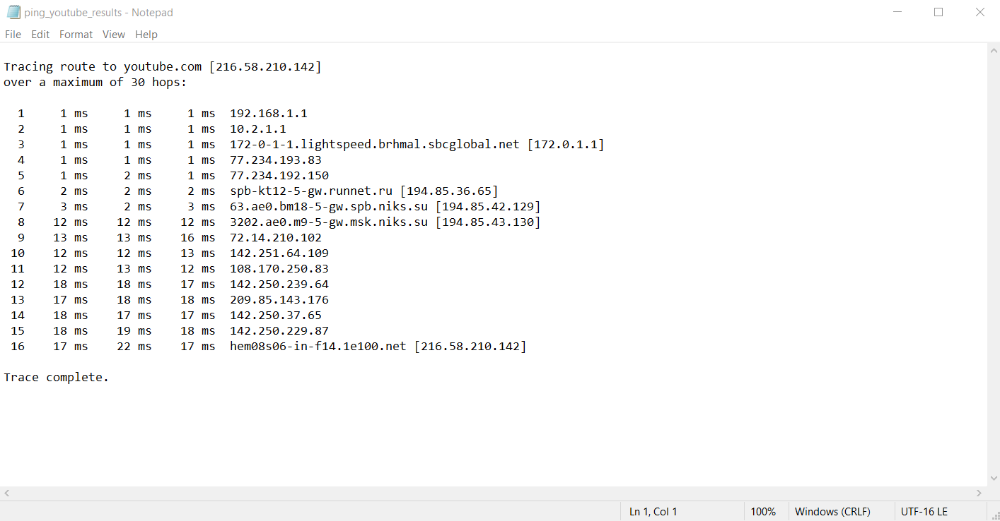 ping_youtube_results - Notepad
File Edit Format View Help
Tracing route to youtube.com [216.58.210.142]
over a maximum of 30 hops:
1 1 ms 1 ms 1 ms 192.168.1.1
2 1 ms 1 ms 1 ms 10.2.1.1
3 1 ms 1 ms 1 ms 172-0-1-1.lightspeed.brhmal.sbcglobal.net [172.0.1.1]
4 1 ms 1 ms 1 ms 77.234.193.83
5 1 ms 2 ms 1 ms 77.234.192.150
6 2 ms 2 ms 2 ms spb-kt12-5-gw.runnet.ru [194.85.36.65]
7 3 ms 2 ms 3 ms 63.ae0.bm18-5-gw.spb.niks.su [194.85.42.129]
8 12 ms 12 ms 12 ms 3202.ae0.m9-5-gw.msk.niks.su [194.85.43.130]
9 13 ms 13 ms 16 ms 72.14.210.102
10 12 ms 12 ms 13 ms 142.251.64.109
11 12 ms 13 ms 12 ms 108.170.250.83
12 18 ms 18 ms 17 ms 142.250.239.64
13 17 ms 18 ms 18 ms 209.85.143.176
14 18 ms 17 ms 17 ms 142.250.37.65
15 18 ms 19 ms 18 ms 142.250.229.87
16 17 ms 22 ms 17 ms hem08s06-in-f14.1e100.net [216.58.210.142]
Trace complete.
Ln 1, Col 1 100% Windows (CRLF) UTF-16 LE